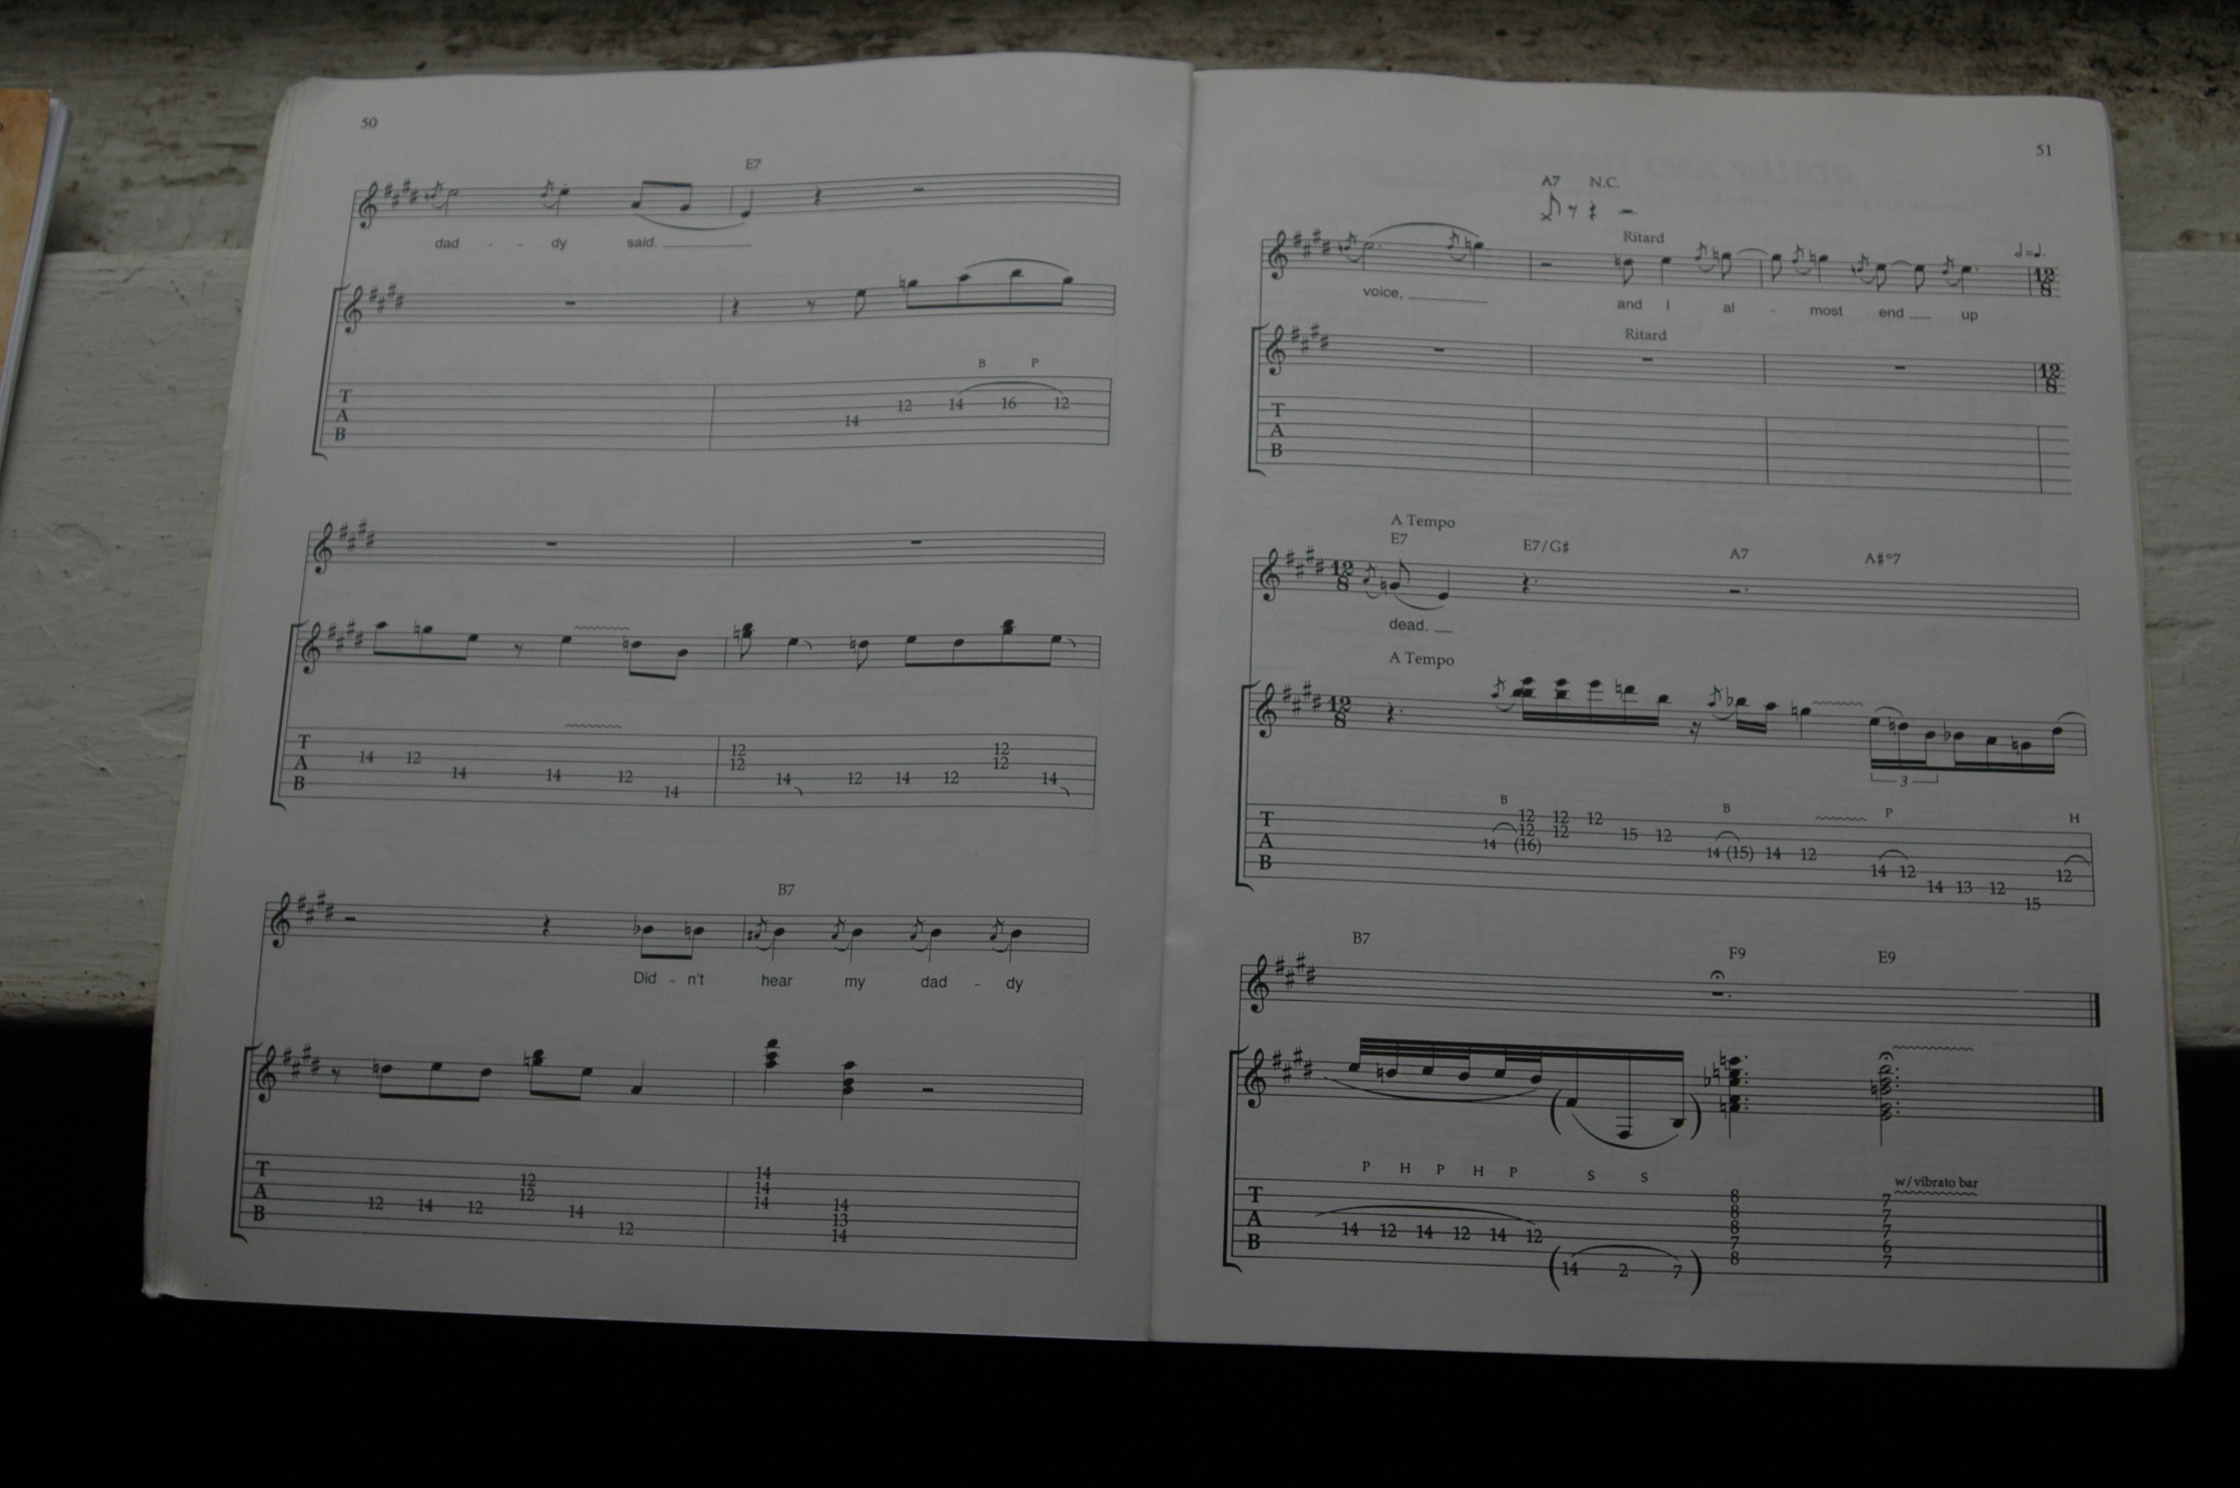 50
E7
dad - - dy said.
B P
T
A
B
14 12 14 16 12
T
A
B
14 12 14 14 12 14
12
12
14 12 14 12
12
12
14
B7
Did - n't hear my dad - dy
T
A
B
12 14 12
12
12
14 12
14
14
14
14
13
14
51
A7 N.C.
Ritard
12
8
voice, and I al - most end up
Ritard
12
8
T
A
B
A Tempo
E7 E7/G♯ A7 A♯°7
12
8
dead.
A Tempo
12
8
3
B B P H
T
A
B
14
12
12
(16)
12
12
12 15 12 14 (15) 14 12 14 12 14 13 12 15 12
B7 F9 E9
P H P H P S S
w/ vibrato bar
T
A
B
14 12 14 12 14 12 (14 2 7)
8
8
8
7
8
7
7
7
6
7